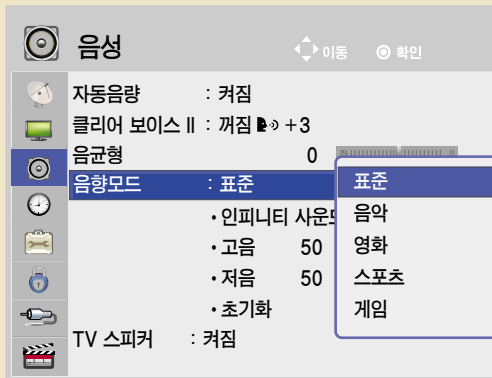 음성
이동 확인
자동음량 : 켜짐
클리어 보이스 II : 꺼짐 +3
음균형 0
음향모드 : 표준
• 인피니티 사운드
• 고음 50
• 저음 50
• 초기화
TV 스피커 : 켜짐
표준
음악
영화
스포츠
게임